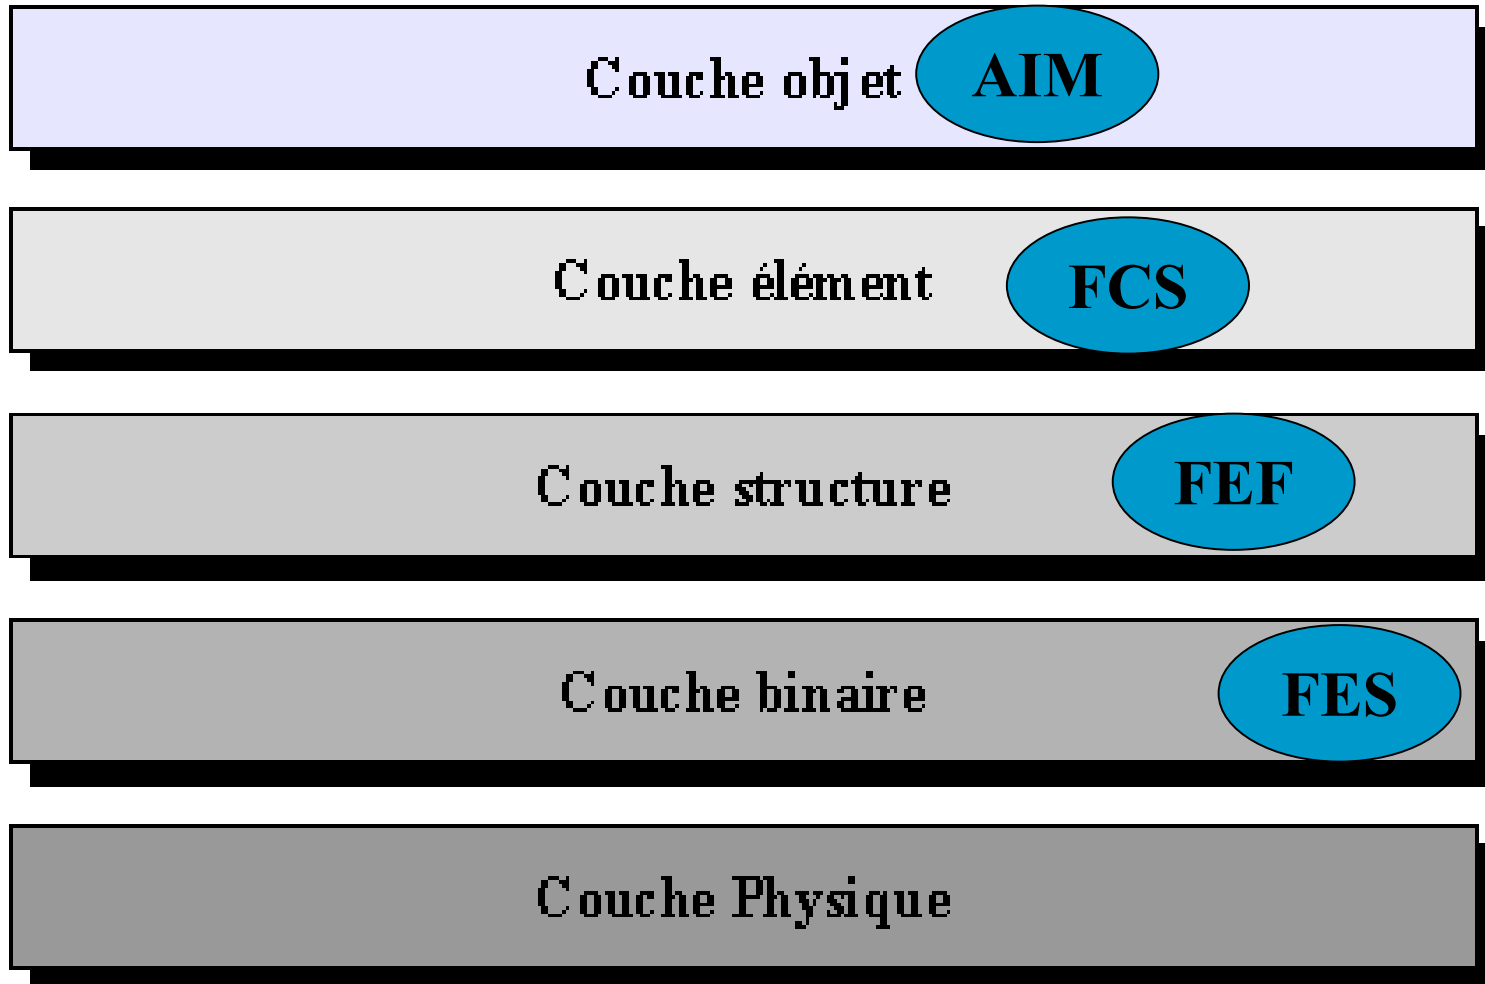 Couche objet AIM
Couche élément FCS
Couche structure FEF
Couche binaire FES
Couche Physique